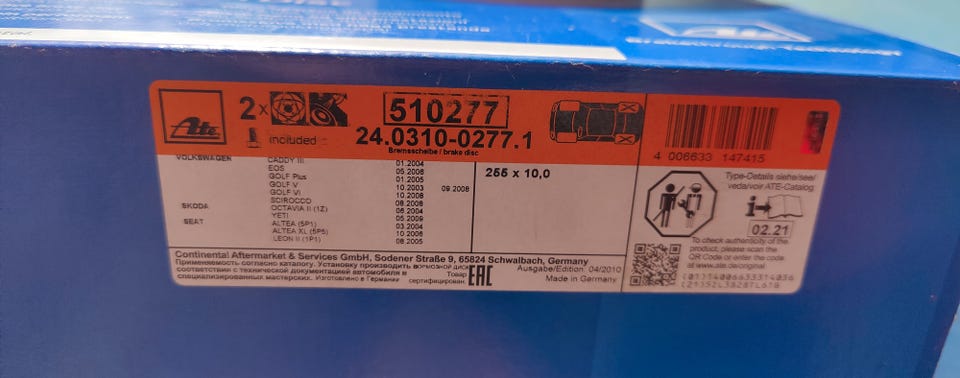 Ate
2x
510277
included
24.0310-0277.1
Bremsscheibe / brake disc
4 006633 147415
VOLKSWAGEN
CADDY III 01.2004
EOS 05.2006
GOLF Plus 01.2005
GOLF V 10.2003 09.2008
GOLF VI 10.2008
SCIROCCO 08.2008
SKODA OCTAVIA II (1Z) 06.2004
YETI 05.2009
SEAT ALTEA (5P1) 03.2004
ALTEA XL (5P5) 10.2006
LEON II (1P1) 08.2005
255 x 10,0
Type-Details siehe/see/
veda/voir ATE-Catalog
02.21
To check authenticity of the
product, please scan the
QR Code or enter the code
at www.ate.de/original
Continental Aftermarket & Services GmbH, Sodener Straße 9, 65824 Schwalbach, Germany
Применяемость согласно каталогу. Установку производить
Ausgabe/Edition: 04/2010
соответствии с технической документацией автомобиля в
Товар
EAC
Made in Germany
специализированных мастерских. Изготовлено в Германии
сертифицирован.